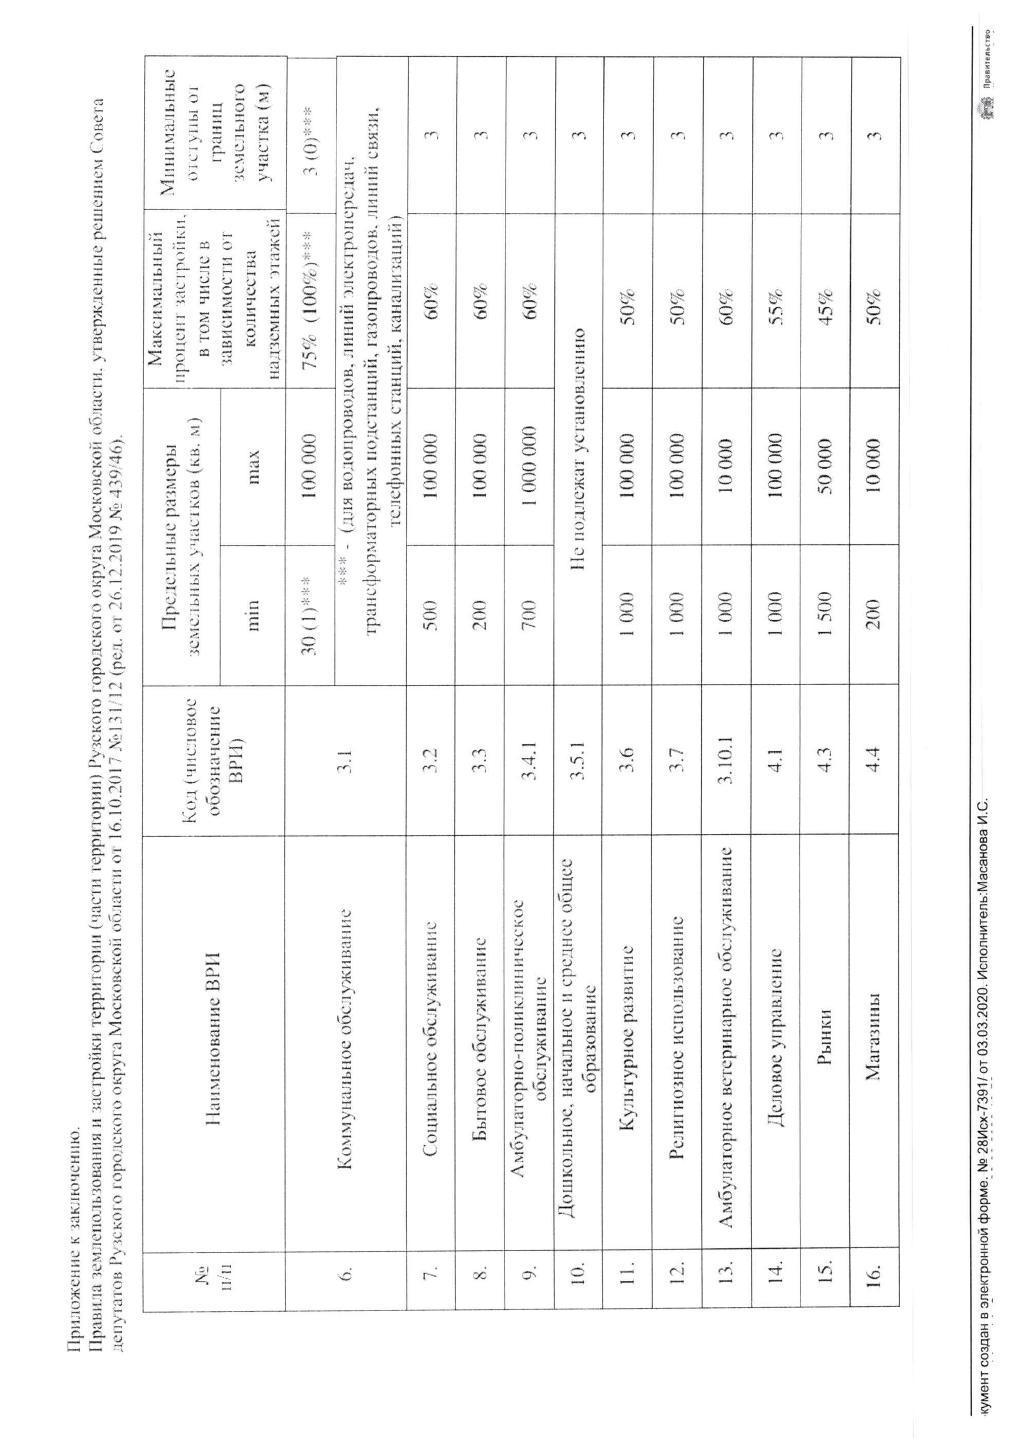 Приложение к заключению.
Правила землепользования и застройки территории (части территории) Рузского городского округа Московской области, утвержденные решением Совета
депутатов Рузского городского округа Московской области от 16.10.2017 №131/12 (ред. от 26.12.2019 № 439/46).
№ п/п
Наименование ВРИ
Код (числовое обозначение ВРИ)
Предельные размеры земельных участков (кв. м)
min
max
Максимальный процент застройки, в том числе в зависимости от количества надземных этажей
Минимальные отступы от границ земельного участка (м)
6. Коммунальное обслуживание 3.1 30 (1)*** 100 000 75% (100%)*** 3 (0)***
*** - (для водопроводов, линий электропередач,
трансформаторных подстанций, газопроводов, линий связи,
телефонных станций, канализаций)
7. Социальное обслуживание 3.2 500 100 000 60% 3
8. Бытовое обслуживание 3.3 200 100 000 60% 3
9. Амбулаторно-поликлиническое обслуживание 3.4.1 700 1 000 000 60% 3
10. Дошкольное, начальное и среднее общее образование 3.5.1 Не подлежат установлению 3
11. Культурное развитие 3.6 1 000 100 000 50% 3
12. Религиозное использование 3.7 1 000 100 000 50% 3
13. Амбулаторное ветеринарное обслуживание 3.10.1 1 000 10 000 60% 3
14. Деловое управление 4.1 1 000 100 000 55% 3
15. Рынки 4.3 1 500 50 000 45% 3
16. Магазины 4.4 200 10 000 50% 3
кумент создан в электронной форме. № 28Исх-7391/ от 03.03.2020. Исполнитель:Масанова И.С.
Правительство